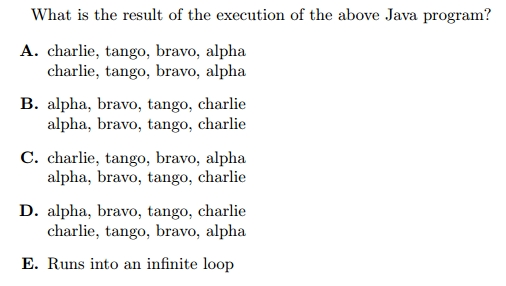 What is the result of the execution of the above Java program?
A. charlie, tango, bravo, alpha
charlie, tango, bravo, alpha
B. alpha, bravo, tango, charlie
alpha, bravo, tango, charlie
C. charlie, tango, bravo, alpha
alpha, bravo, tango, charlie
D. alpha, bravo, tango, charlie
charlie, tango, bravo, alpha
E. Runs into an infinite loop